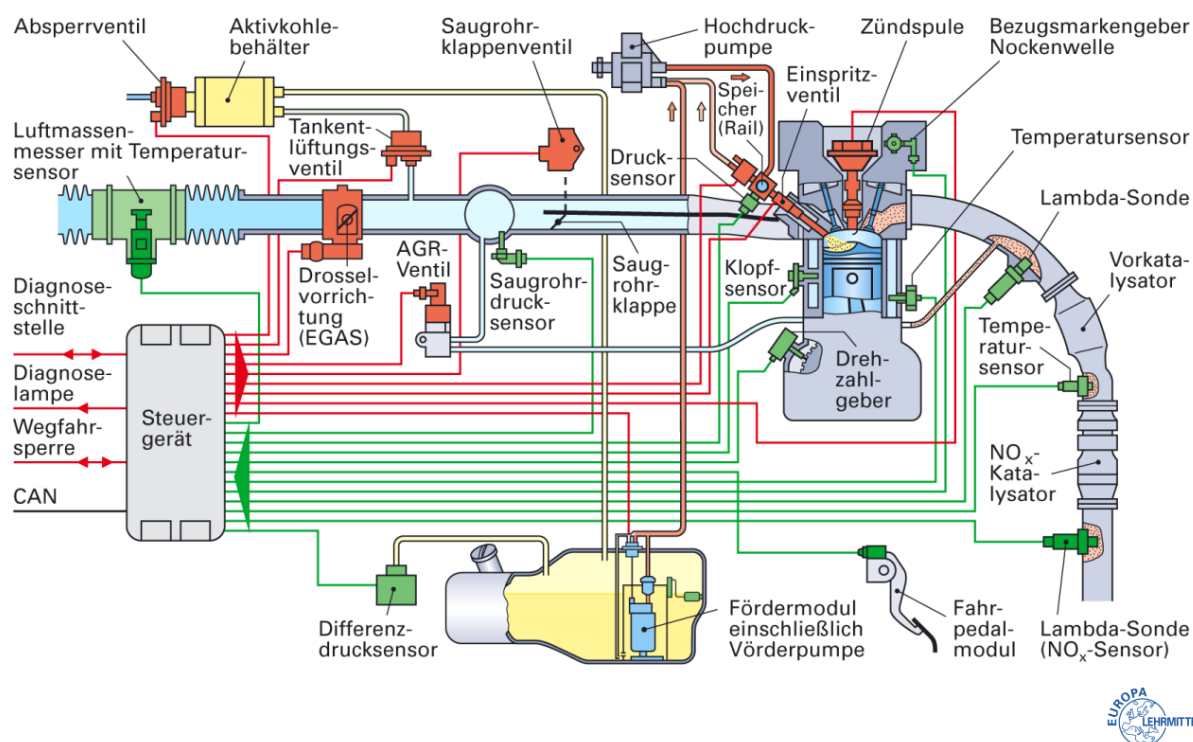 Absperrventil
Aktivkohle
behälter
Saugrohr
klappenventil
Hochdruck
pumpe
Zündspule
Bezugsmarkengeber
Nockenwelle
Einspritz-
ventil
Spei-
cher
(Rail)
Luftmassen-
messer mit Temperatur-
sensor
Tankent-
lüftungs-
ventil
Druck-
sensor
Temperatursensor
Lambda-Sonde
AGR-
Ventil
Drossel-
vorrich-
tung
(EGAS)
Saugrohr-
druck-
sensor
Saug-
rohr-
klappe
Klopf-
sensor
Vorkata-
lysator
Diagnose
schnitt-
stelle
Diagnose-
lampe
Wegfahr-
sperre
CAN
Steuer-
gerät
Dreh-
zahl-
geber
Tempe-
ratur-
sensor
NOx-
Kata-
lysator
Differenz-
drucksensor
Fördermodul
einschließlich
Vörderpumpe
Fahr-
pedal-
modul
Lambda-Sonde
(NOx-Sensor)
EUROPA
LEHRMITTE